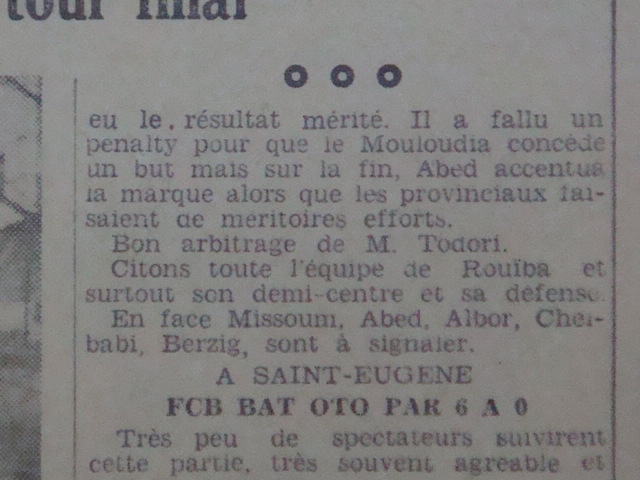 tour final
eu le. résultat mérité. Il a fallu un
penalty pour que le Mouloudia concède
un but mais sur la fin, Abed accentua
la marque alors que les provinciaux fai-
saient de méritoires efforts.
Bon arbitrage de M. Todori.
Citons toute l'équipe de Rouïba et
surtout son demi-centre et sa défense.
En face Missoum, Abed, Albor, Chei-
babi, Berzig, sont à signaler.
A SAINT-EUGENE
FCB BAT OTO PAR 6 A 0
Très peu de spectateurs suivirent
cette partie, très souvent agréable et